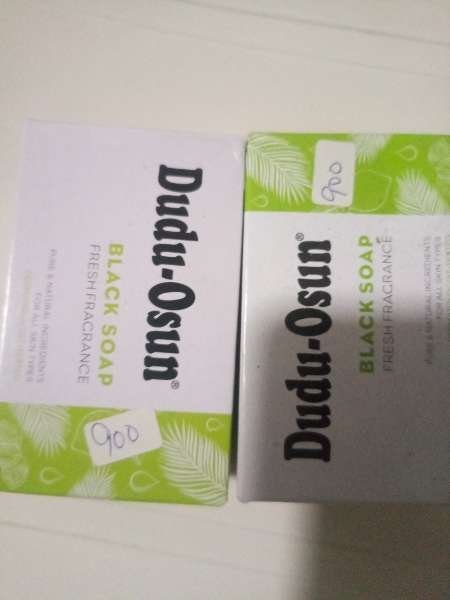 Dudu-Osun®
BLACK SOAP
FRESH FRAGRANCE
PURE & NATURAL INGREDIENTS
FOR ALL SKIN TYPES
900
900
Dudu-Osun®
BLACK SOAP
FRESH FRAGRANCE
PURE & NATURAL INGREDIENTS
FOR ALL SKIN TYPES